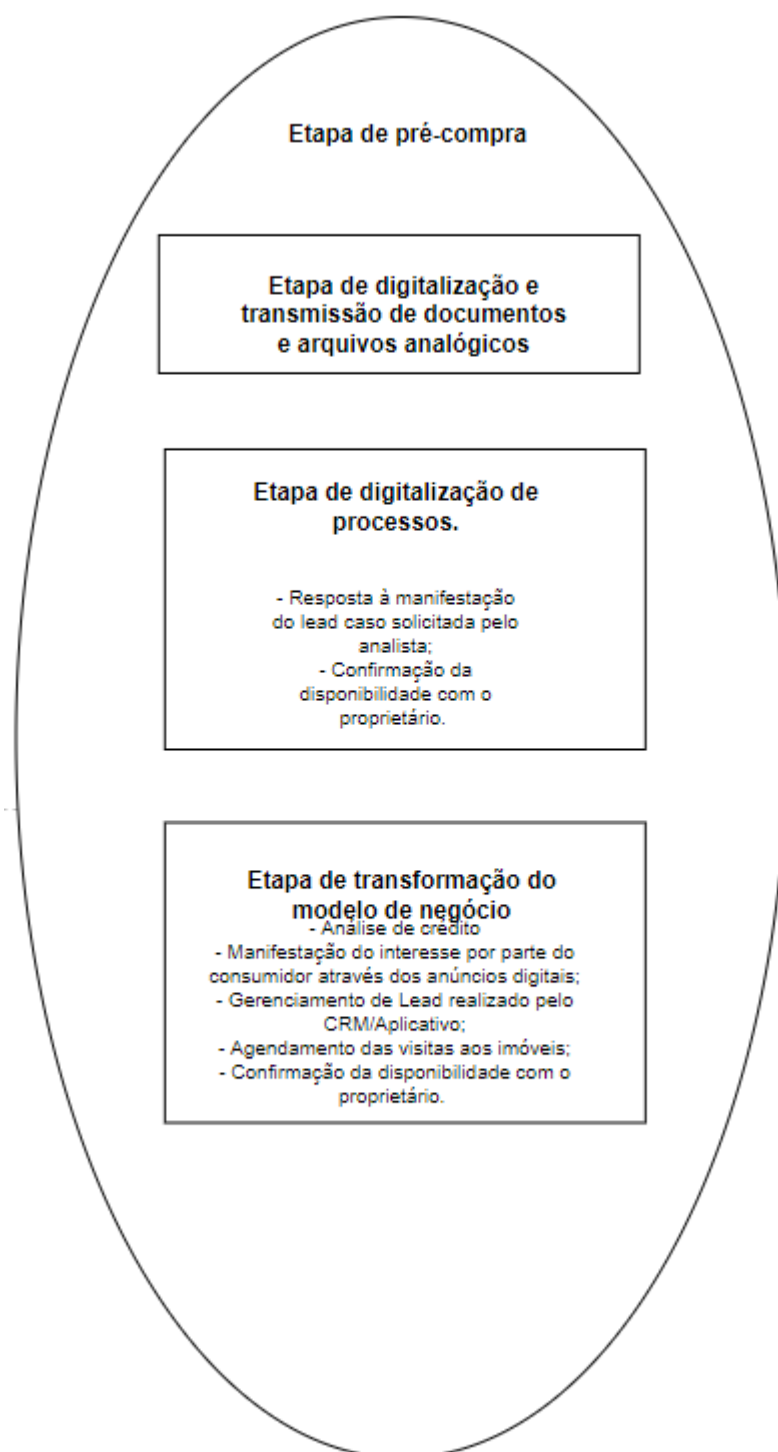 Etapa de pré-compra
Etapa de digitalização e
transmissão de documentos
e arquivos analógicos
Etapa de digitalização de
processos.
- Resposta à manifestação
do lead caso solicitada pelo
analista;
- Confirmação da
disponibilidade com o
proprietário.
Etapa de transformação do
modelo de negócio
- Análise de crédito
- Manifestação do interesse por parte do
consumidor através dos anúncios digitais;
- Gerenciamento de Lead realizado pelo
CRM/Aplicativo;
- Agendamento das visitas aos imóveis;
- Confirmação da disponibilidade com o
proprietário.